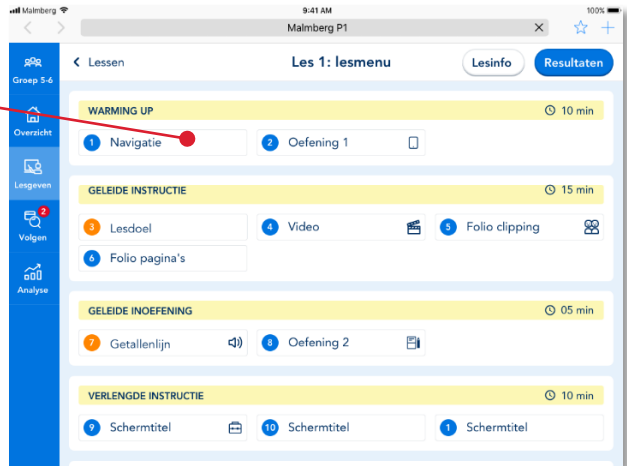 Malmberg 9:41 AM 100%
Malmberg P1
Groep 5-6
Lessen Les 1: lesmenu Lesinfo Resultaten
Overzicht
Lesgeven
2
Volgen
Analyse
WARMING UP 10 min
1 Navigatie 2 Oefening 1
GELEIDE INSTRUCTIE 15 min
3 Lesdoel 4 Video 5 Folio clipping
6 Folio pagina's
GELEIDE INOEFENING 05 min
7 Getallenlijn 8 Oefening 2
VERLENGDE INSTRUCTIE 10 min
9 Schermtitel 10 Schermtitel 1 Schermtitel